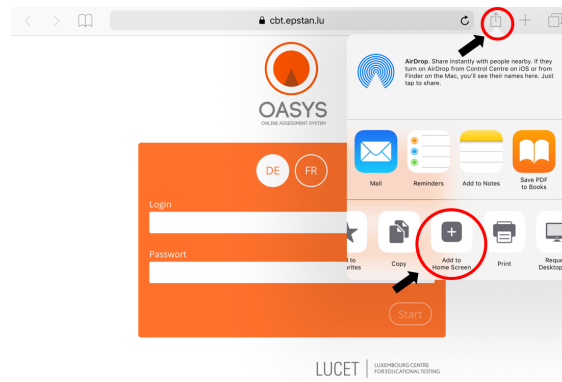 cbt.epstan.lu
AirDrop. Share instantly with people nearby. If they
turn on AirDrop from Control Centre on iOS or from
Finder on the Mac, you'll see their names here. Just
tap to share.
OASYS
ONLINE ASSESSMENT SYSTEM
DE
FR
Mail
Reminders
Add to Notes
Save PDF
to Books
Login
Passwort
d to
urites
Copy
Add to
Home Screen
Print
Reque
Desktop
Start
LUCET
LUXEMBOURG CENTRE
FOR EDUCATIONAL TESTING